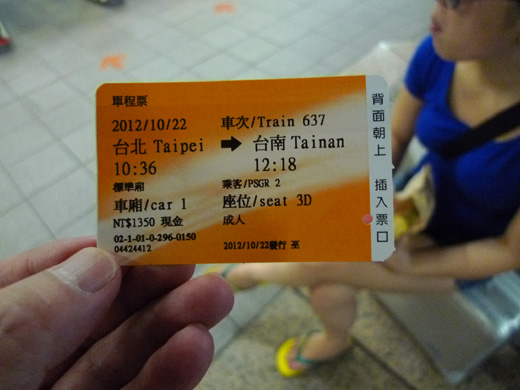 單程票
2012/10/22 車次/Train 637
台北 Taipei ➡ 台南 Tainan
10:36 12:18
標準廂 乘客/PSGR 2
車廂/car 1 座位/seat 3D
NT$1350 現金 成人
02-1-01-0-296-0150
04424412 2012/10/22發行 至
背面朝上 插入票口